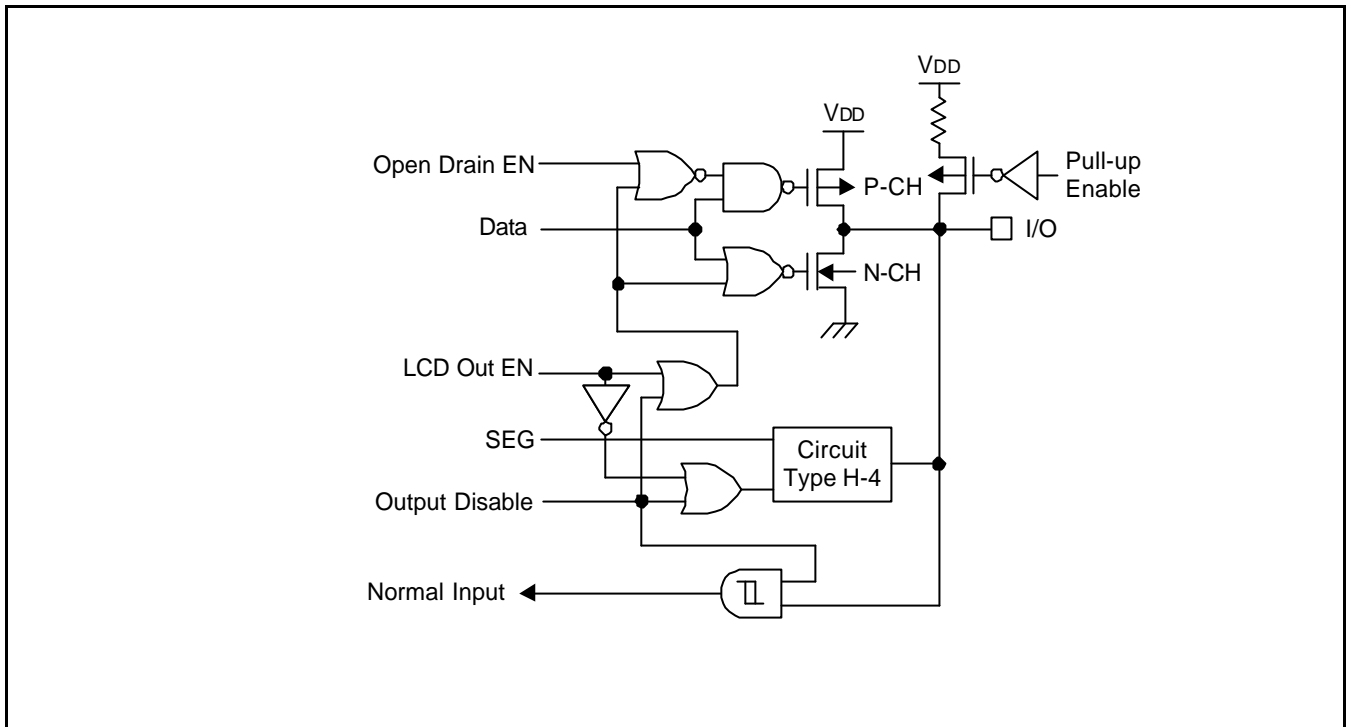 VDD
VDD
Open Drain EN
P-CH
Pull-up
Enable
Data
I/O
N-CH
LCD Out EN
SEG
Circuit
Type H-4
Output Disable
Normal Input